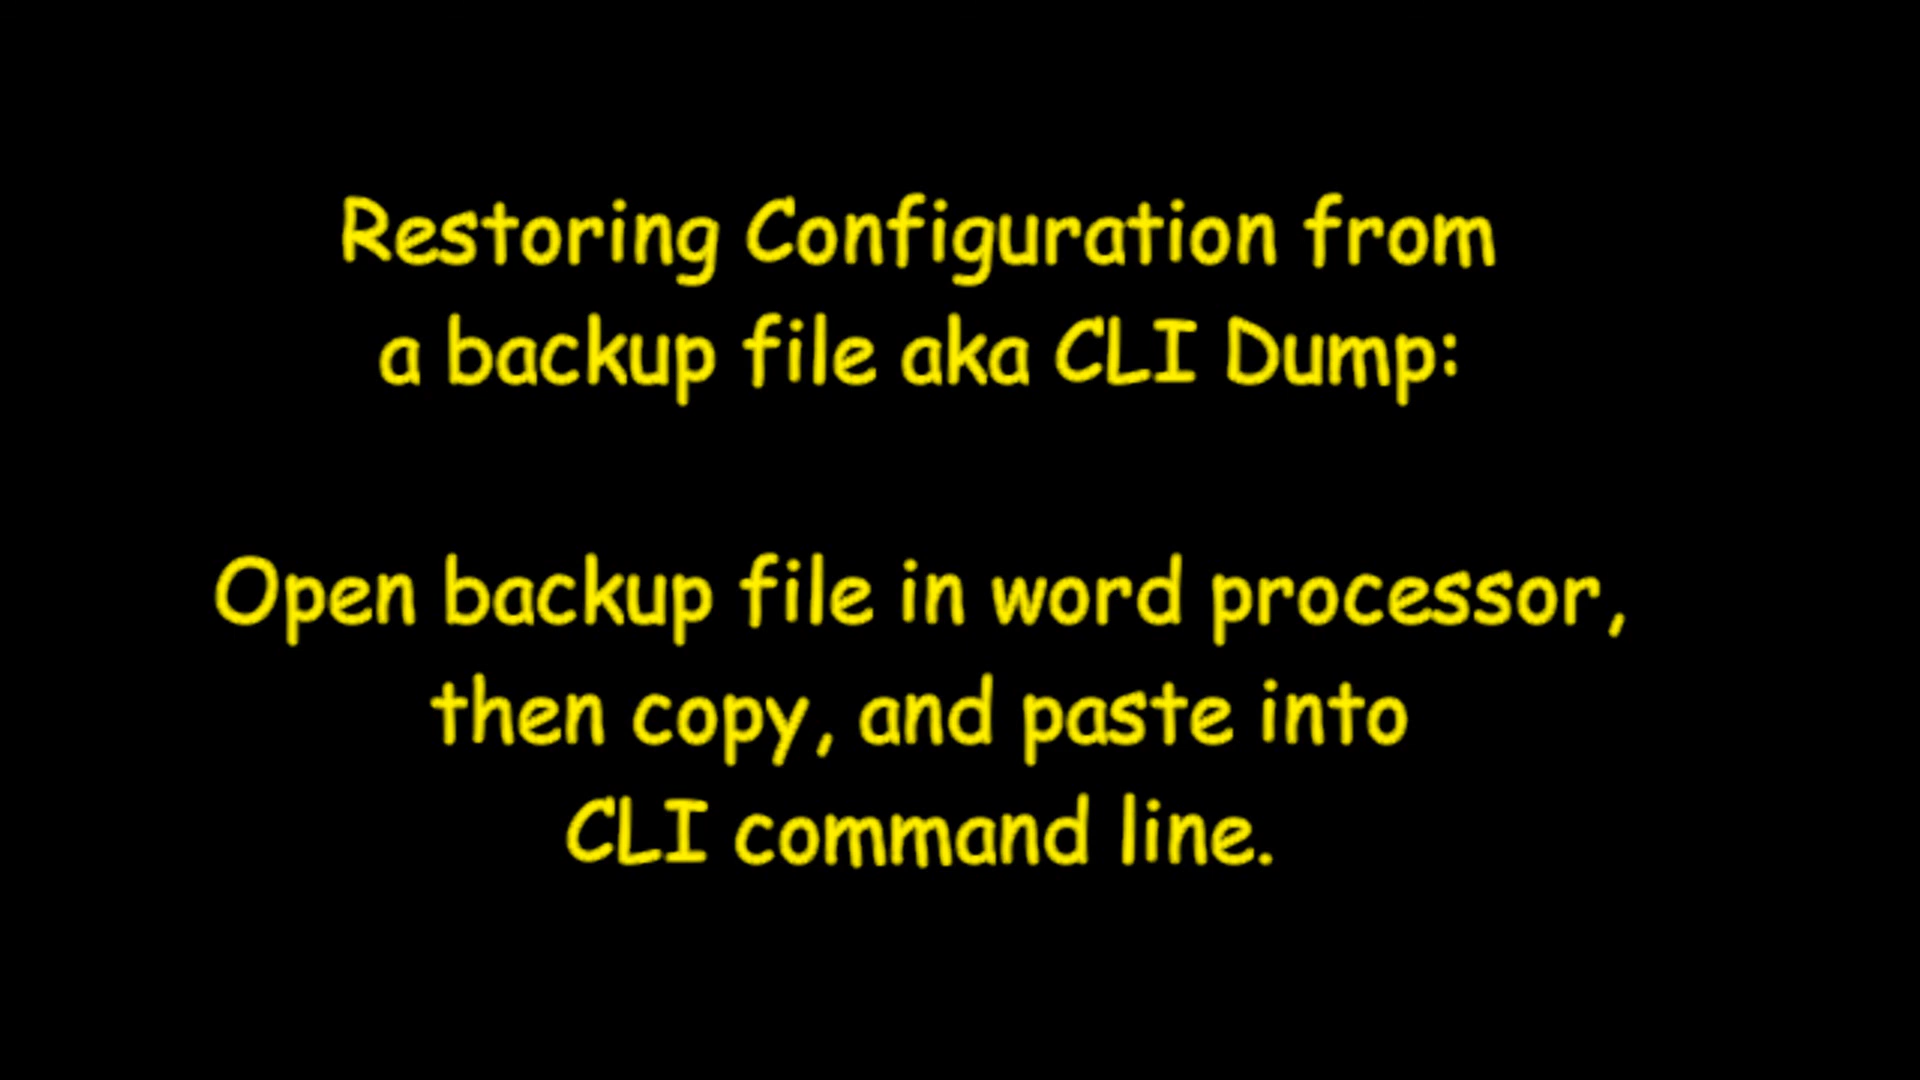 Restoring Configuration from
a backup file aka CLI Dump:
Open backup file in word processor,
then copy, and paste into
CLI command line.